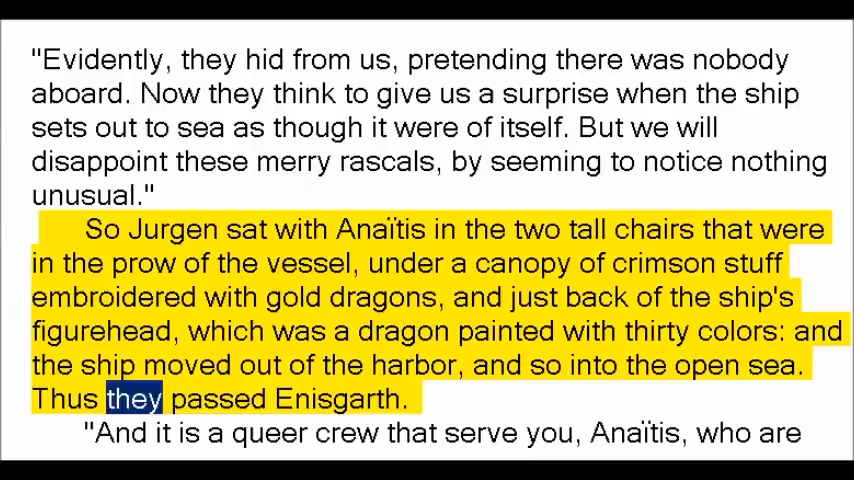 "Evidently, they hid from us, pretending there was nobody
aboard. Now they think to give us a surprise when the ship
sets out to sea as though it were of itself. But we will
disappoint these merry rascals, by seeming to notice nothing
unusual."
So Jurgen sat with Anaïtis in the two tall chairs that were
in the prow of the vessel, under a canopy of crimson stuff
embroidered with gold dragons, and just back of the ship's
figurehead, which was a dragon painted with thirty colors: and
the ship moved out of the harbor, and so into the open sea.
Thus they passed Enisgarth.
"And it is a queer crew that serve you, Anaïtis, who are